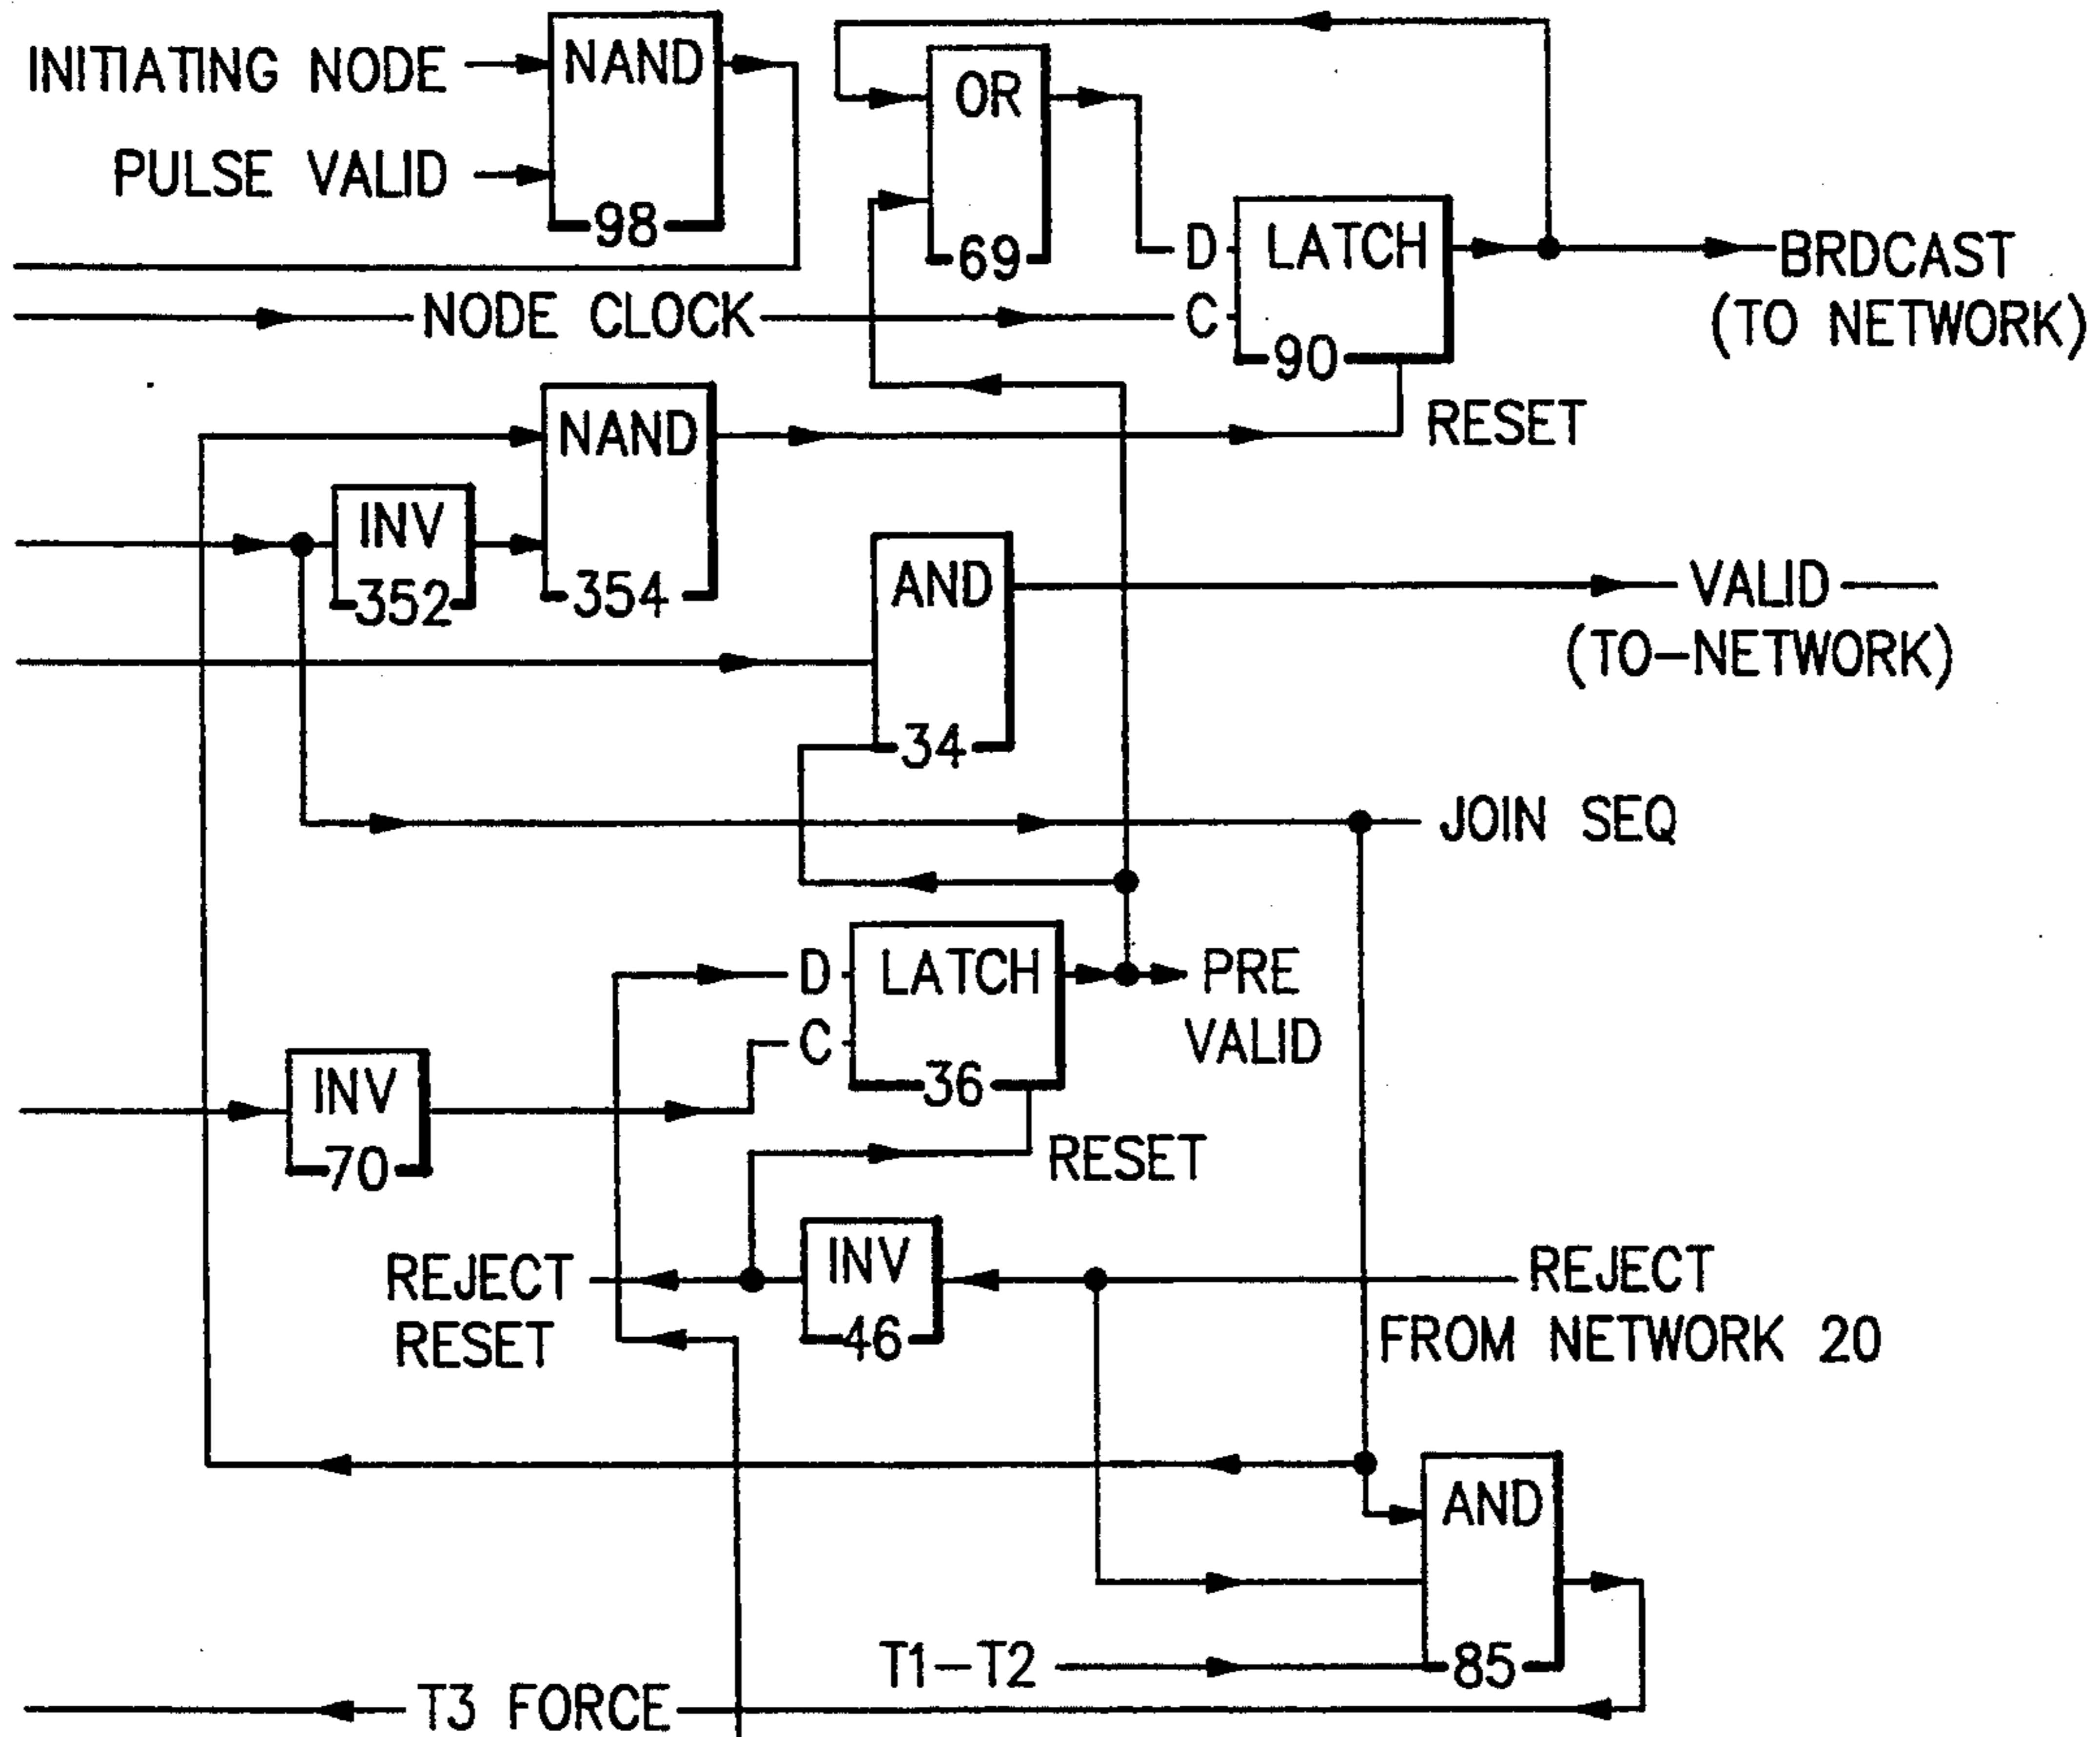 INITIATING NODE
NAND
OR
PULSE VALID
98
69
D LATCH
BRDCAST
NODE CLOCK
C
(TO NETWORK)
90
NAND
RESET
INV
352
354
AND
VALID
(TO-NETWORK)
34
JOIN SEQ
D LATCH
PRE
VALID
C
INV
36
70
RESET
REJECT
RESET
INV
46
REJECT
FROM NETWORK 20
AND
T1-T2
85
T3 FORCE